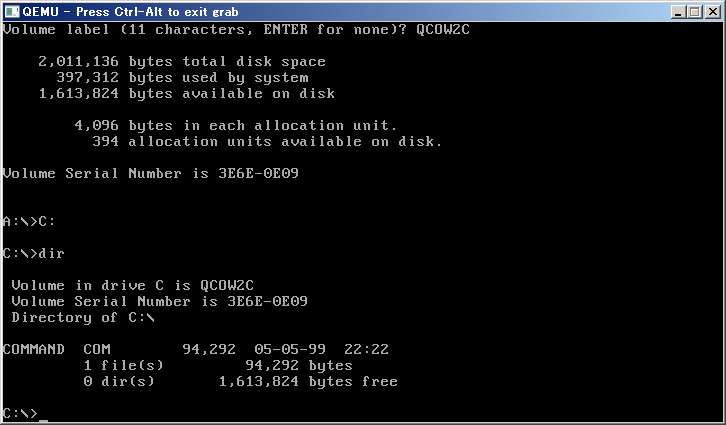 QEMU - Press Ctrl-Alt to exit grab
Volume label (11 characters, ENTER for none)? QCOW2C
2,011,136 bytes total disk space
397,312 bytes used by system
1,613,824 bytes available on disk
4,096 bytes in each allocation unit.
394 allocation units available on disk.
Volume Serial Number is 3E6E-0E09
A:\>C:
C:\>dir
Volume in drive C is QCOW2C
Volume Serial Number is 3E6E-0E09
Directory of C:\
COMMAND  COM        94,292  05-05-99  22:22
1 file(s)         94,292 bytes
0 dir(s)       1,613,824 bytes free
C:\>_